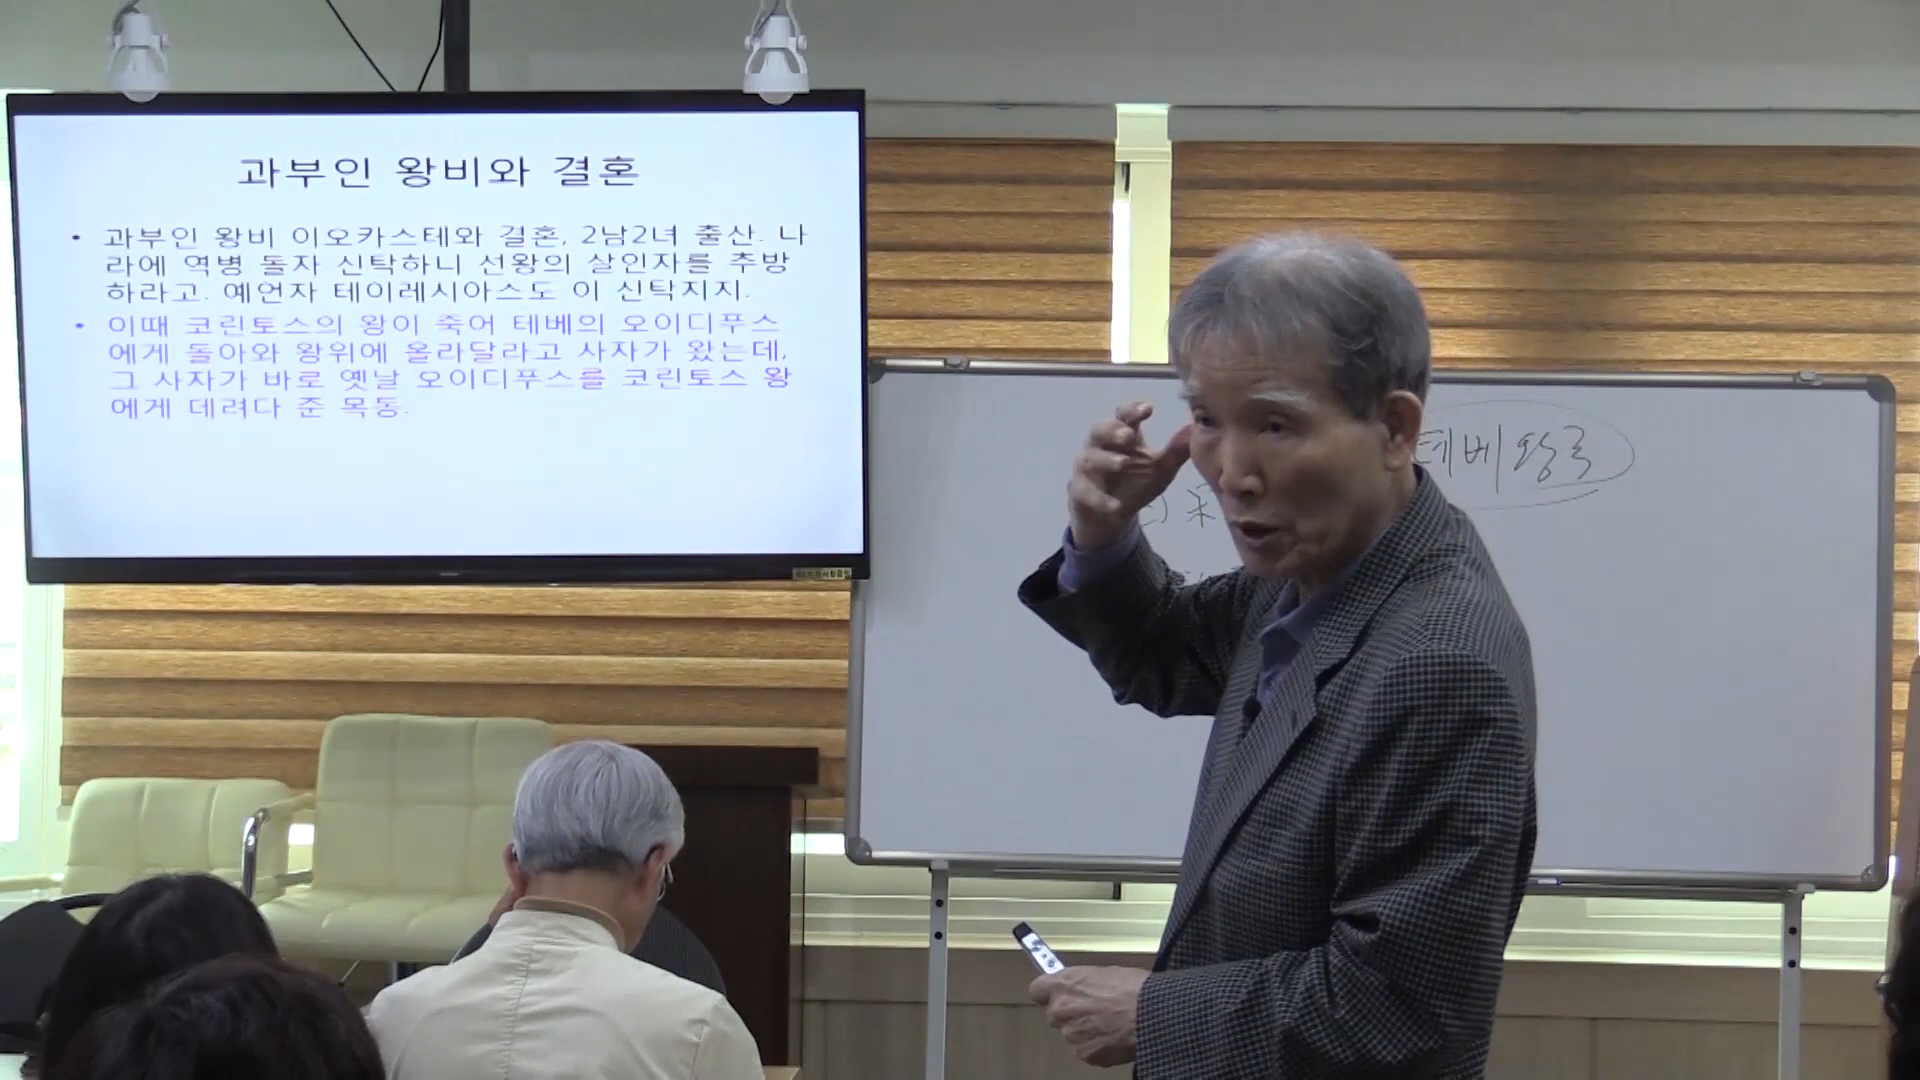 과부인 왕비와 결혼
• 과부인 왕비 이오카스테와 결혼, 2남2녀 출산. 나
라에 역병 돌자 신탁하니 선왕의 살인자를 추방
하라고. 예언자 테이레시아스도 이 신탁지지.
• 이때 코린토스의 왕이 죽어 테베의 오이디푸스
에게 돌아와 왕위에 올라달라고 사자가 왔는데,
그 사자가 바로 옛날 오이디푸스를 코린토스 왕
에게 데려다 준 목동.
테베왕국